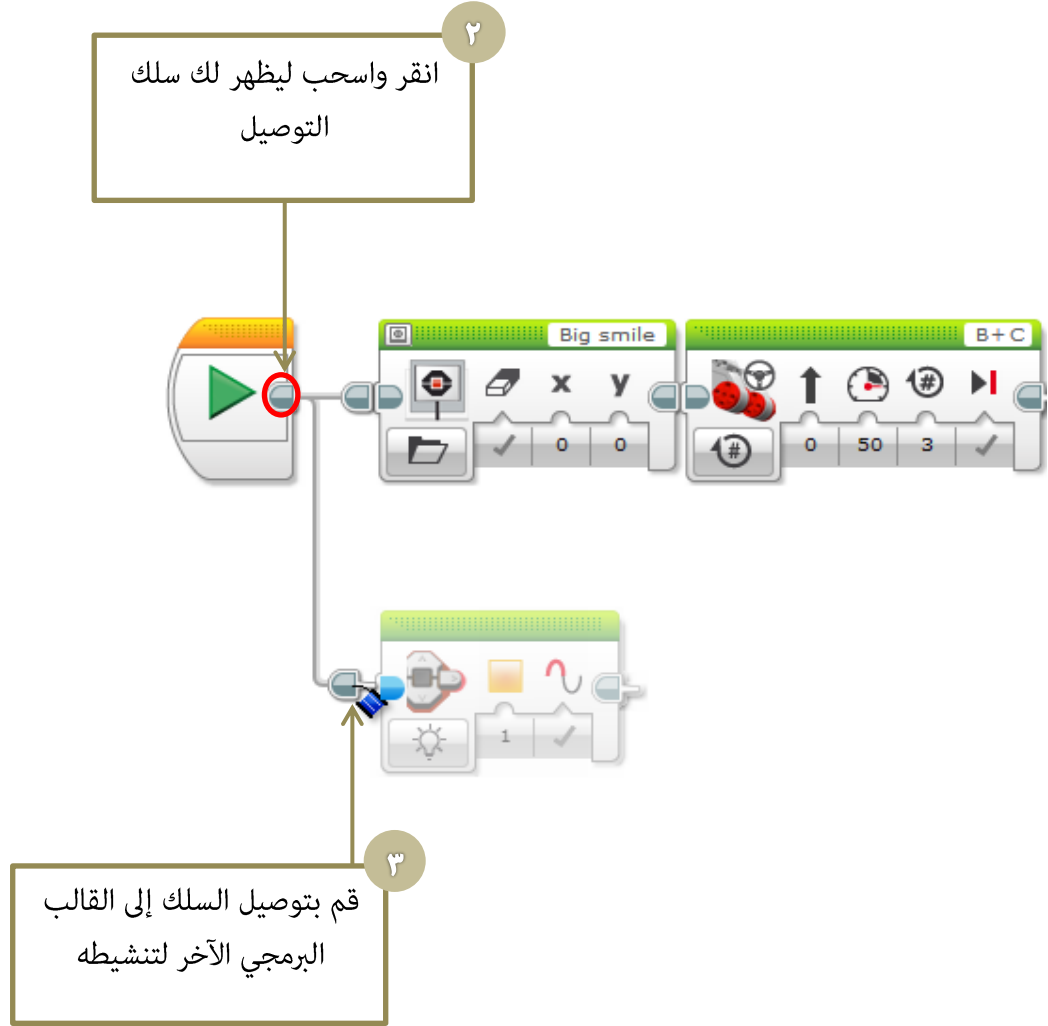 ٢
انقر واسحب ليظهر لك سلك
التوصيل
Big smile
B+C
x y
#
0 0
#
0 50 3
1
٣
قم بتوصيل السلك إلى القالب
البرمجي الآخر لتنشيطه